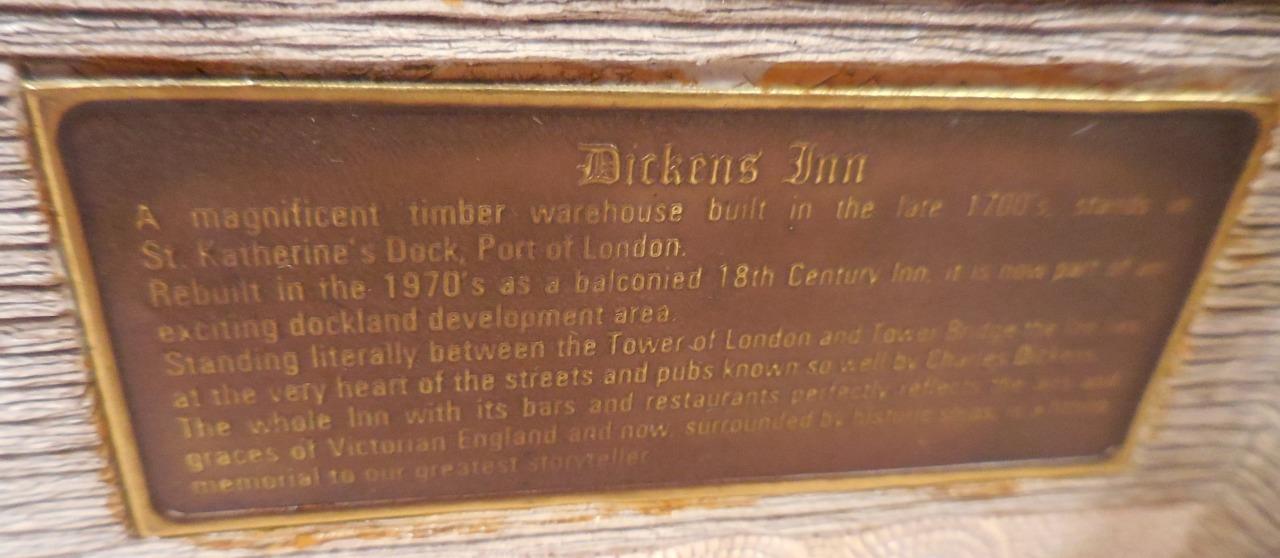 Dickens Inn
A magnificent timber warehouse built in the late 1700's, stands in
St. Katherine's Dock, Port of London.
Rebuilt in the 1970's as a balconied 18th Century Inn, it is now part of an
exciting dockland development area.
Standing literally between the Tower of London and Tower Bridge the Inn
at the very heart of the streets and pubs known so well by Charles Dickens.
The whole Inn with its bars and restaurants perfectly reflects the and
graces of Victorian England and now, surrounded by historic ships, is a
memorial to our greatest storyteller